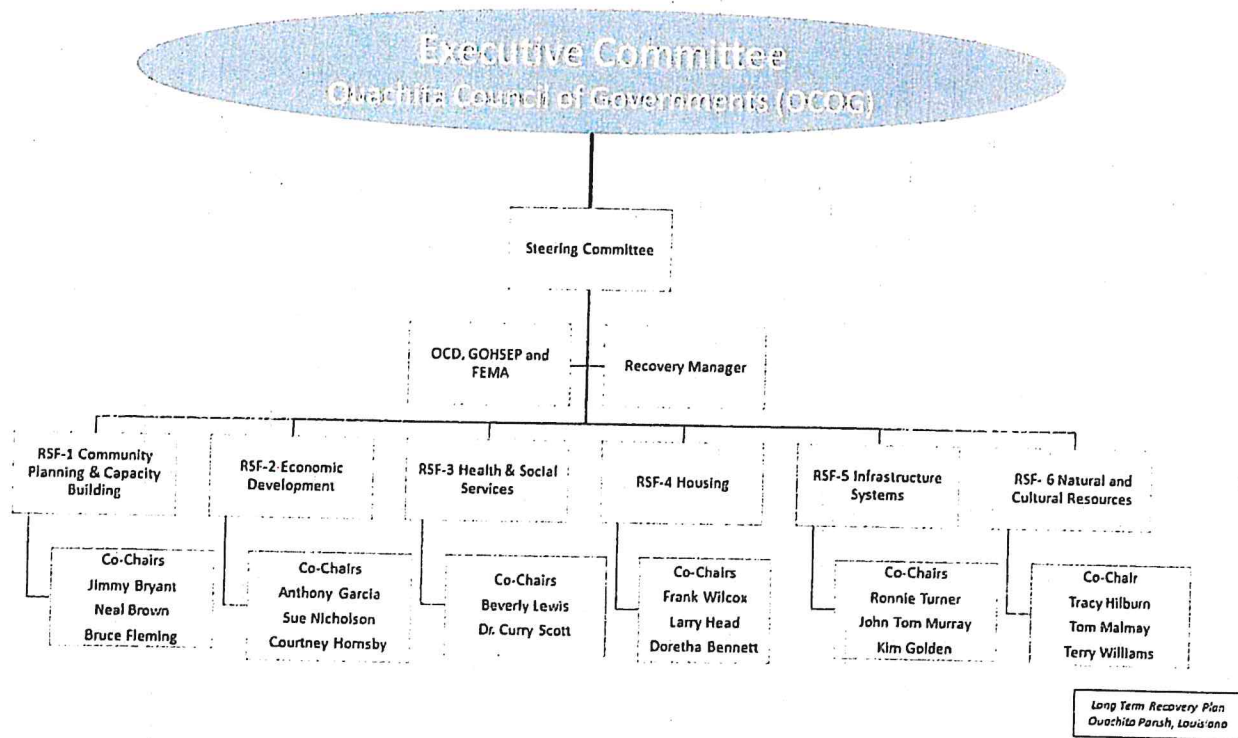 Executive Committee
Ouachita Council of Governments (OCOG)
Steering Committee
OCD, GOHSEP and
FEMA
Recovery Manager
RSF-1 Community
Planning & Capacity
Building
RSF-2 Economic
Development
RSF-3 Health & Social
Services
RSF-4 Housing
RSF-5 Infrastructure
Systems
RSF- 6 Natural and
Cultural Resources
Co-Chairs
Jimmy Bryant
Neal Brown
Bruce Fleming
Co-Chairs
Anthony Garcia
Sue Nicholson
Courtney Hornsby
Co-Chairs
Beverly Lewis
Dr. Curry Scott
Co-Chairs
Frank Wilcox
Larry Head
Doretha Bennett
Co-Chairs
Ronnie Turner
John Tom Murray
Kim Golden
Co-Chair
Tracy Hilburn
Tom Malmay
Terry Williams
Long Term Recovery Plan
Ouachita Parish, Louisiana